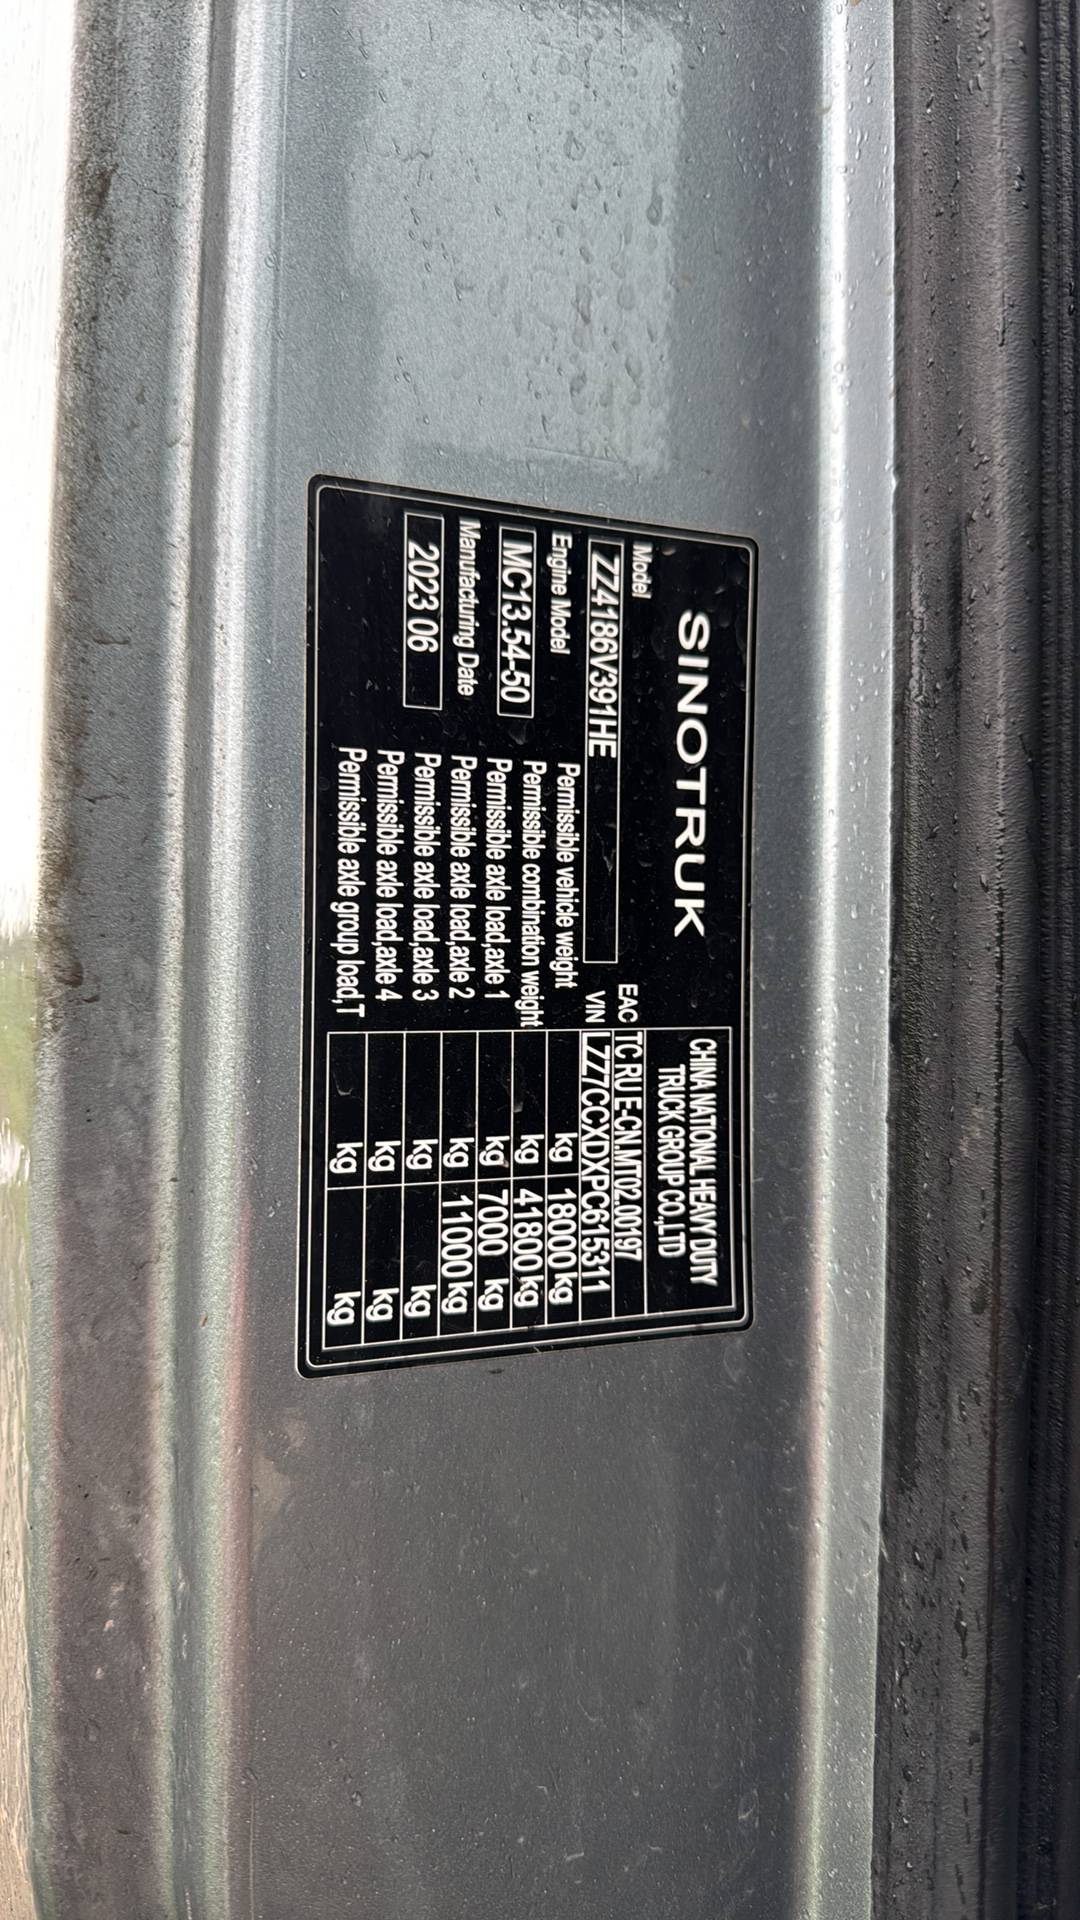 SINOTRUK
CHINA NATIONAL HEAVY DUTY
TRUCK GROUP CO.,LTD
Model
ZZ4186V391HE
EAC TC RU E-CN.MT02.00197
VIN LZZ7CCXDXPC615311
Engine Model
MC13.54-50
Manufacturing Date
2023 06
Permissible vehicle weight kg 18000 kg
Permissible combination weight kg 41800 kg
Permissible axle load,axle 1 kg 7000 kg
Permissible axle load,axle 2 kg 11000 kg
Permissible axle load,axle 3 kg kg
Permissible axle load,axle 4 kg kg
Permissible axle group load,T kg kg